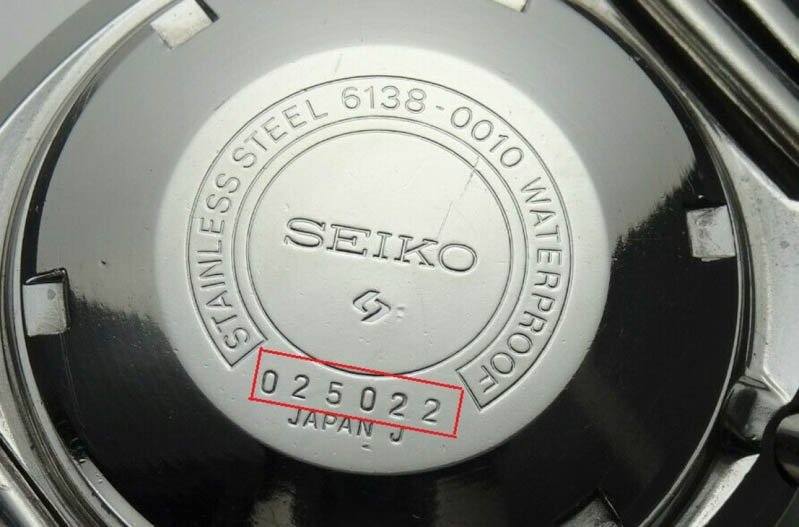 STAINLESS STEEL 6138-0010 WATERPROOF
SEIKO
025022
JAPAN J